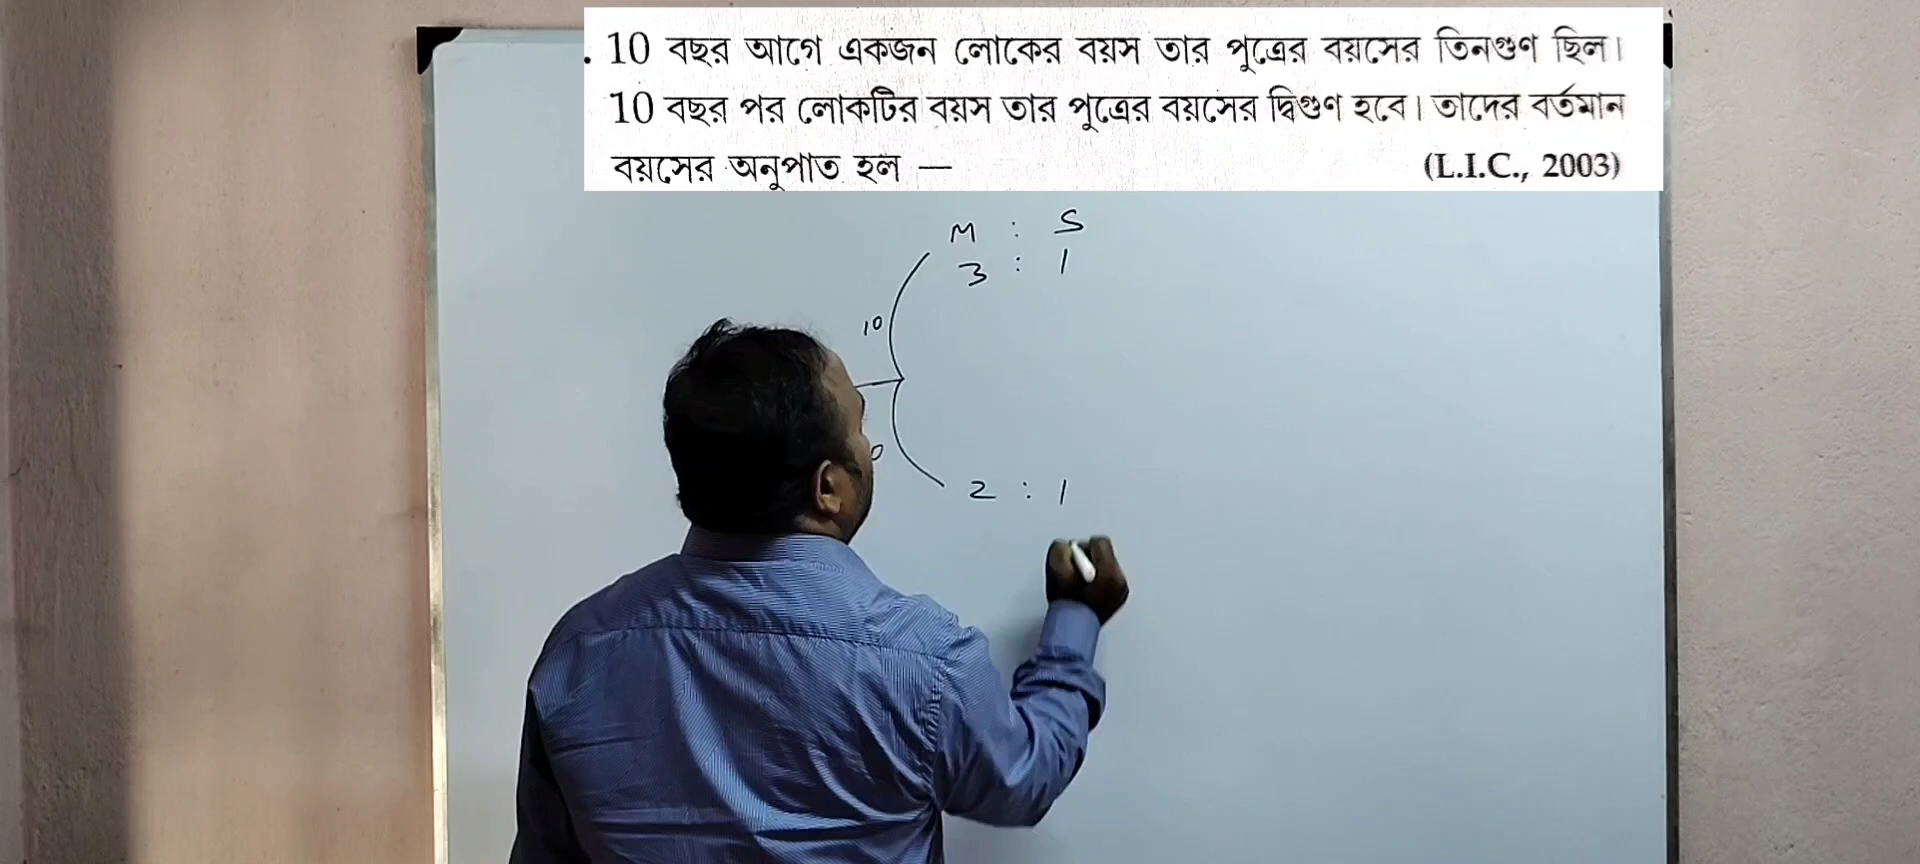 . 10 বছর আগে একজন লোকের বয়স তার পুত্রের বয়সের তিনগুণ ছিল।
10 বছর পর লোকটির বয়স তার পুত্রের বয়সের দ্বিগুণ হবে। তাদের বর্তমান
বয়সের অনুপাত হল — (L.I.C., 2003)
M : S
3 : 1
10
0
2 : 1